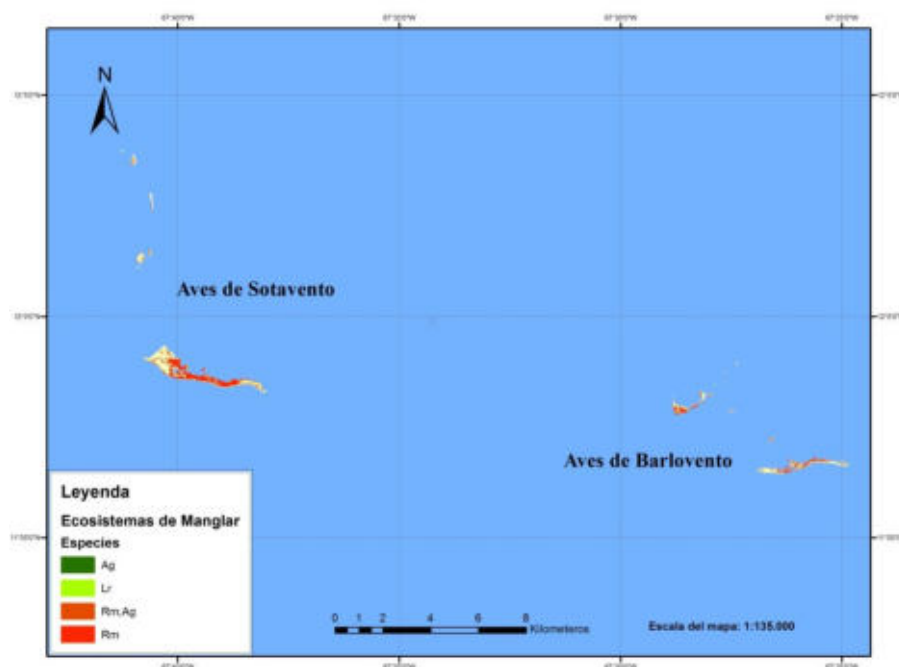 N
Aves de Sotavento
Aves de Barlovento
Leyenda
Ecosistemas de Manglar
Especies
Ag
Lr
Rm,Ag
Rm
0 1 2 4 6 8
Kilometeros
Escala del mapa: 1:135.000